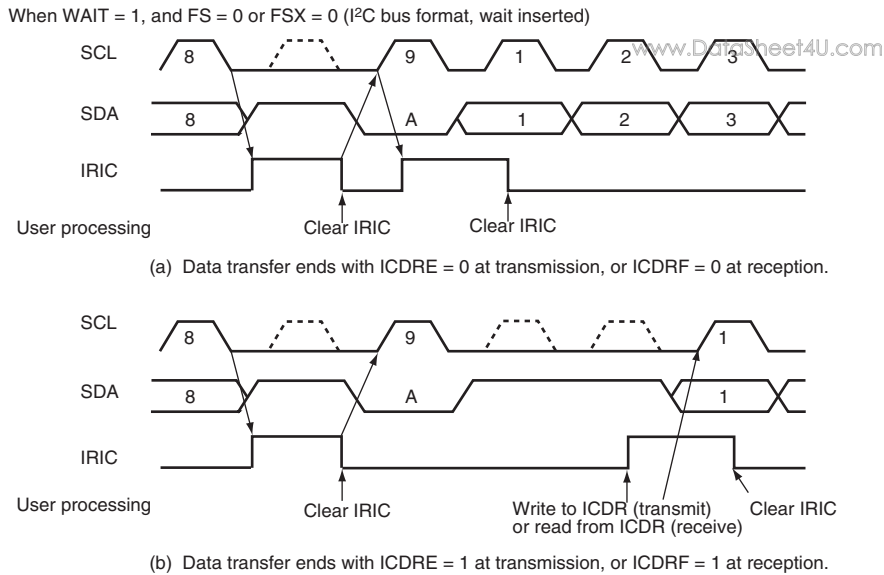 When WAIT = 1, and FS = 0 or FSX = 0 (I²C bus format, wait inserted)
www.DataSheet4U.com
SCL 8 9 1 2 3
SDA 8 A 1 2 3
IRIC
User processing Clear IRIC Clear IRIC
(a) Data transfer ends with ICDRE = 0 at transmission, or ICDRF = 0 at reception.
SCL 8 9 1
SDA 8 A 1
IRIC
User processing Clear IRIC Write to ICDR (transmit) Clear IRIC
or read from ICDR (receive)
(b) Data transfer ends with ICDRE = 1 at transmission, or ICDRF = 1 at reception.